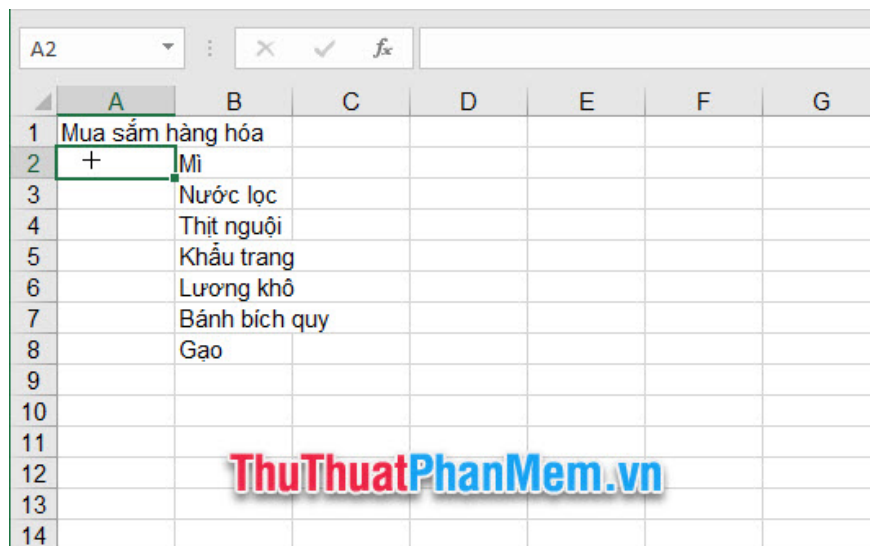 A2
fx
A B C D E F G
1 Mua sắm hàng hóa
2 Mì
3 Nước lọc
4 Thịt nguội
5 Khẩu trang
6 Lương khô
7 Bánh bích quy
8 Gạo
9
10
11
12
13
14
ThuThuatPhanMem.vn